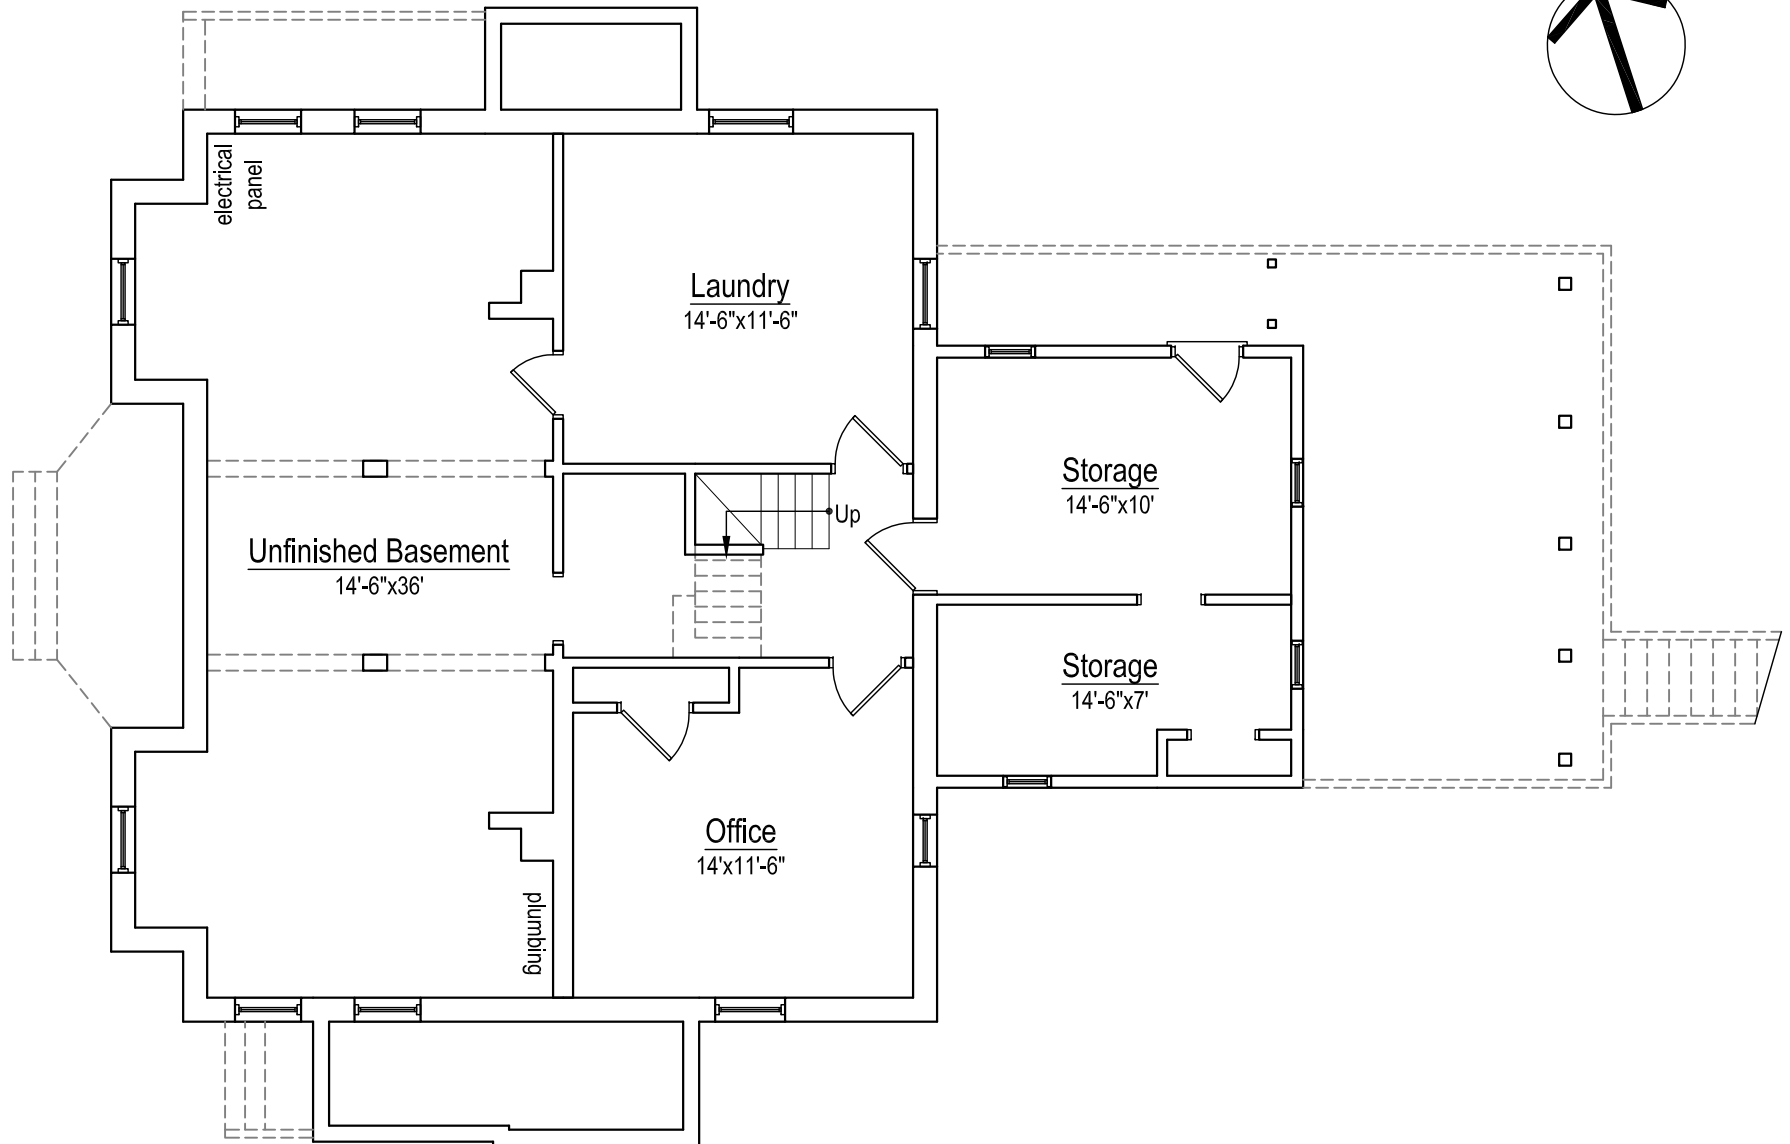 electrical
panel
Laundry
14'-6"x11'-6"
Storage
14'-6"x10'
Up
Unfinished Basement
14'-6"x36'
Storage
14'-6"x7'
Office
14'x11'-6"
plumbing